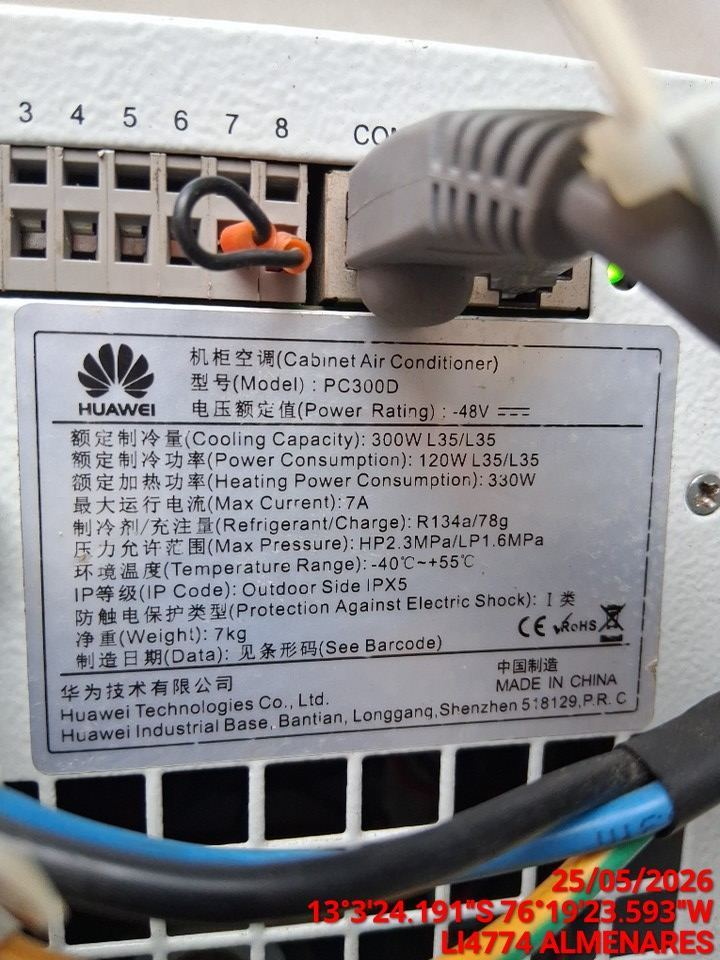 3 4 5 6 7 8
HUAWEI
机柜空调(Cabinet Air Conditioner)
型号(Model) : PC300D
电压额定值(Power Rating) : -48V ⎓
额定制冷量(Cooling Capacity): 300W L35/L35
额定制冷功率(Power Consumption): 120W L35/L35
额定加热功率(Heating Power Consumption): 330W
最大运行电流(Max Current): 7A
制冷剂/充注量(Refrigerant/Charge): R134a/78g
压力允许范围(Max Pressure): HP2.3MPa/LP1.6MPa
环境温度(Temperature Range): -40℃~+55℃
IP等级(IP Code): Outdoor Side IPX5
防触电保护类型(Protection Against Electric Shock): I 类
净重(Weight): 7kg
CE RoHS
制造日期(Data): 见条形码(See Barcode)
华为技术有限公司
中国制造
Huawei Technologies Co., Ltd.
MADE IN CHINA
Huawei Industrial Base, Bantian, Longgang, Shenzhen 518129, P.R. C
25/05/2026
13°3'24.191"S 76°19'23.593"W
LI4774 ALMENARES